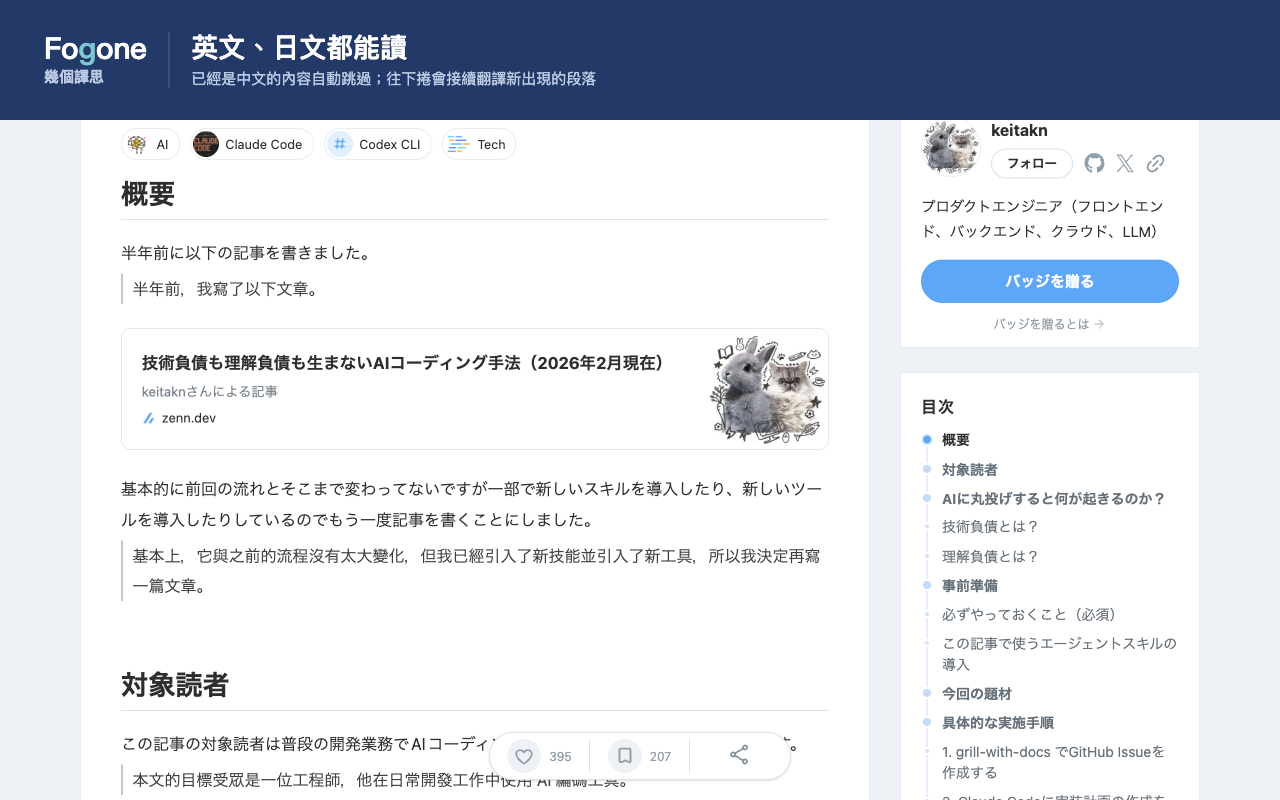 Fogone
幾個譯思
英文、日文都能讀
已經是中文的內容自動跳過；往下捲會接續翻譯新出現的段落
AI
Claude Code
Codex CLI
Tech
概要
半年前に以下の記事を書きました。
半年前，我寫了以下文章。
技術負債も理解負債も生まないAIコーディング手法（2026年2月現在）
keitaknさんによる記事
zenn.dev
基本的に前回の流れとそこまで変わってないですが一部で新しいスキルを導入したり、新しいツー
ルを導入したりしているのでもう一度記事を書くことにしました。
基本上，它與之前的流程沒有太大變化，但我已經引入了新技能並引入了新工具，所以我決定再寫
一篇文章。
対象読者
この記事の対象読者は普段の開発業務でAIコーディ
す。
本文的目標受眾是一位工程師，他在日常開發工作中使用 AI 編碼工具。
395
207
keitakn
フォロー
プロダクトエンジニア（フロントエン
ド、バックエンド、クラウド、LLM）
バッジを贈る
バッジを贈るとは →
目次
概要
対象読者
AIに丸投げすると何が起きるのか？
技術負債とは？
理解負債とは？
事前準備
必ずやっておくこと（必須）
この記事で使うエージェントスキルの
導入
今回の題材
具体的な実施手順
1. grill-with-docs でGitHub Issueを
作成する
2. Claude Codeに実装計画の作成を